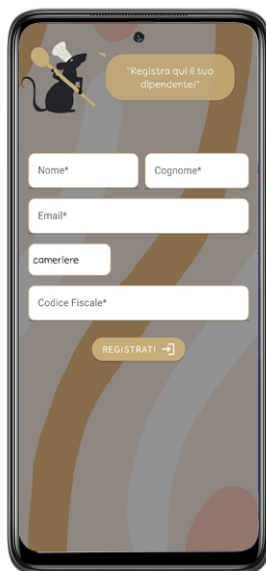 "Registra qui il tuo
dipendente!"
Nome*
Cognome*
Email*
cameriere
Codice Fiscale*
REGISTRATI